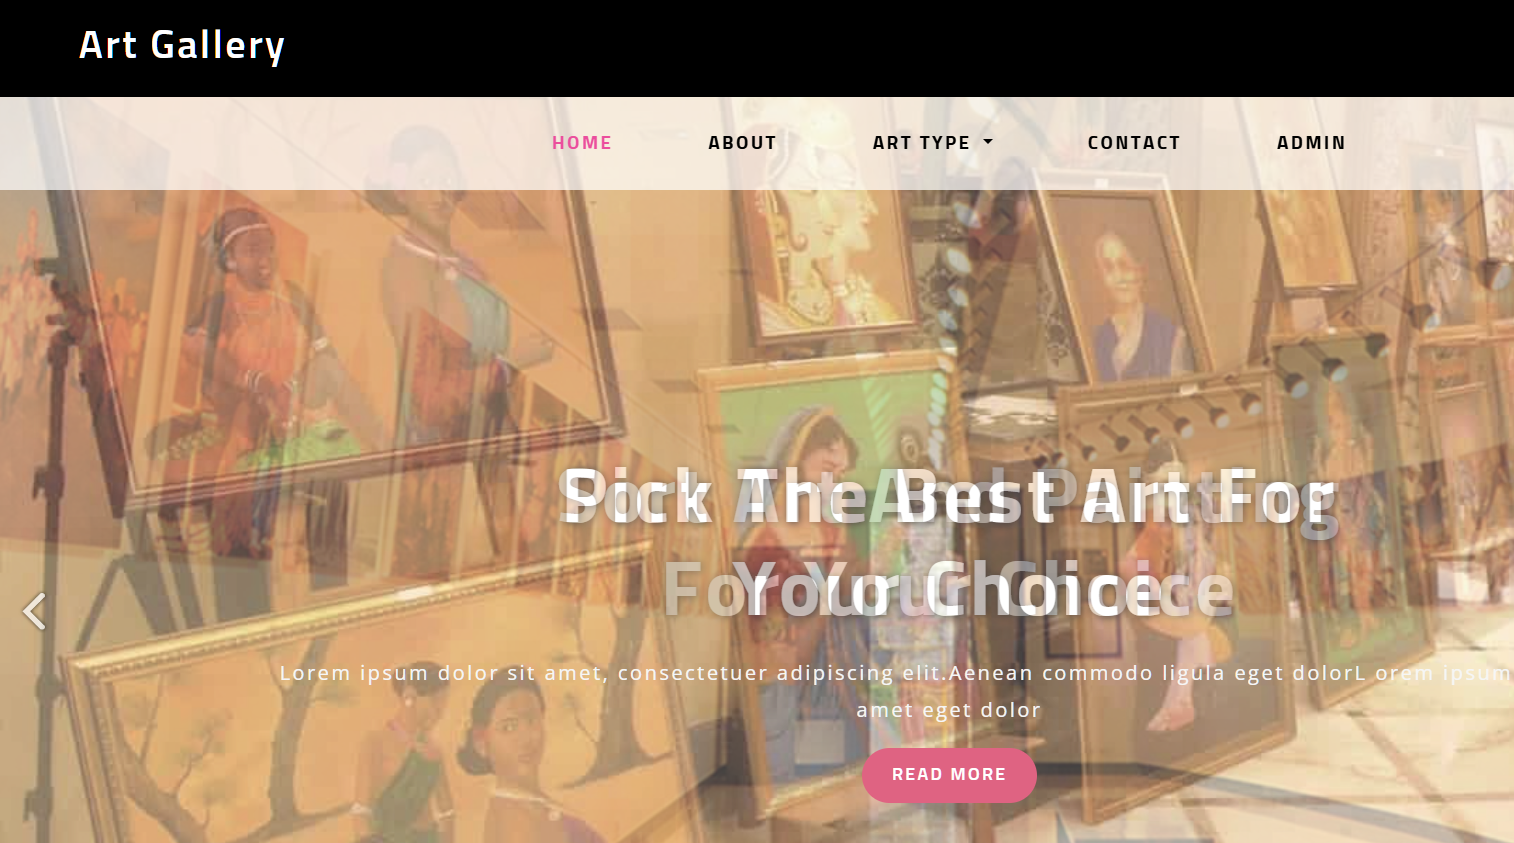 Art Gallery
HOME ABOUT ART TYPE CONTACT ADMIN
Pick The Best Art For
Your Choice
Lorem ipsum dolor sit amet, consectetuer adipiscing elit.Aenean commodo ligula eget dolorL orem ipsum
amet eget dolor
READ MORE